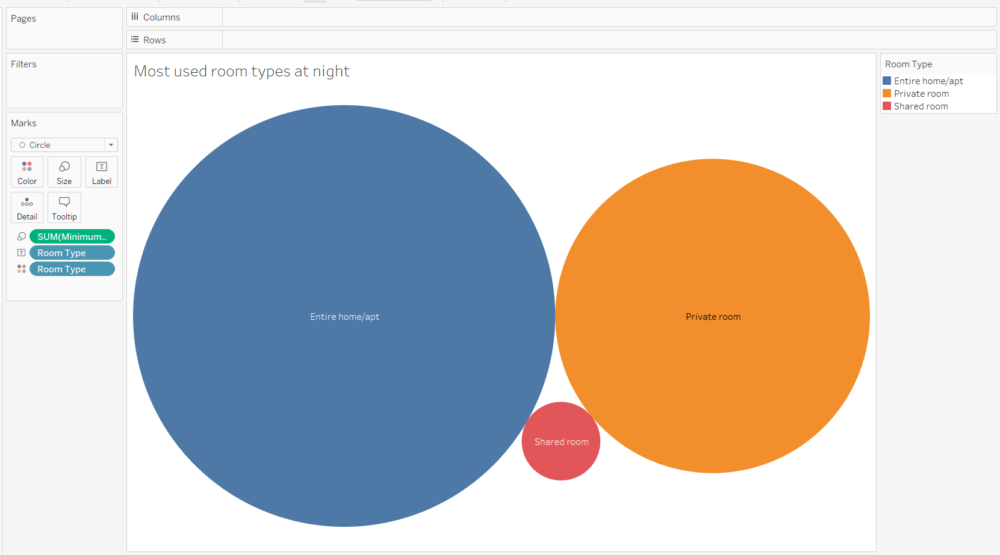 Pages
Columns
Rows
Filters
Marks
Circle
Color
Size
Label
Detail
Tooltip
SUM(Minimum..
Room Type
Room Type
Most used room types at night
Entire home/apt
Private room
Shared room
Room Type
Entire home/apt
Private room
Shared room